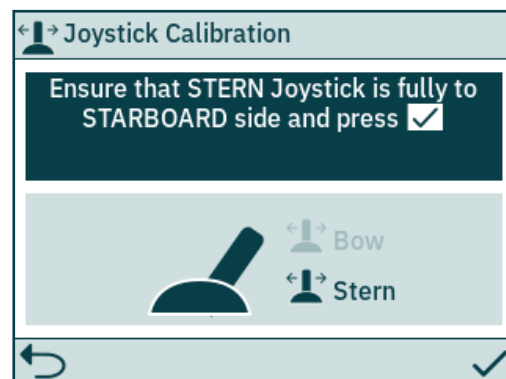 Joystick Calibration
Ensure that STERN Joystick is fully to
STARBOARD side and press
Bow
Stern